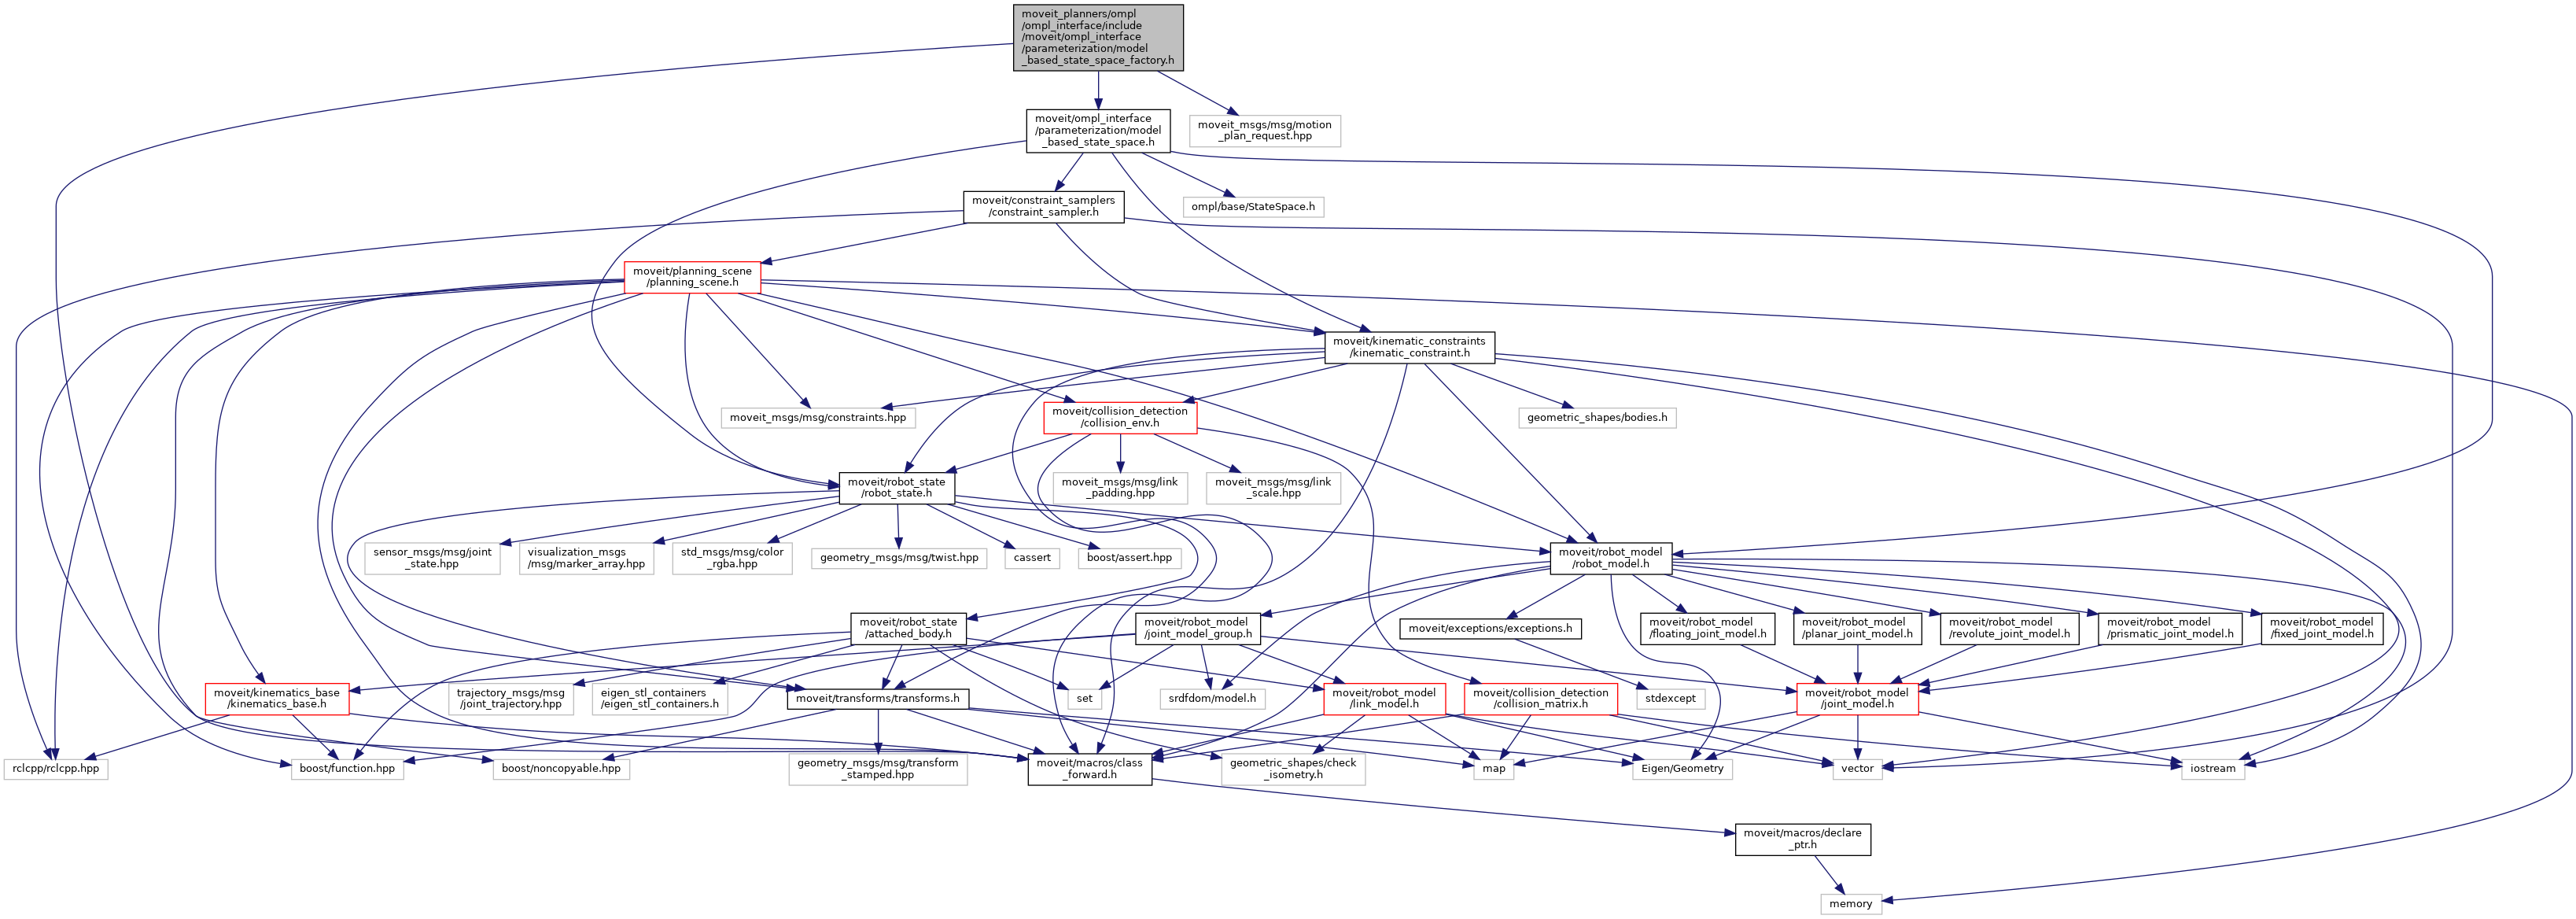 moveit_planners/ompl
/ompl_interface/include
/moveit/ompl_interface
/parameterization/model
_based_state_space_factory.h
moveit/ompl_interface
/parameterization/model
_based_state_space.h
moveit_msgs/msg/motion
_plan_request.hpp
moveit/constraint_samplers
/constraint_sampler.h
ompl/base/StateSpace.h
moveit/planning_scene
/planning_scene.h
moveit/kinematic_constraints
/kinematic_constraint.h
moveit_msgs/msg/constraints.hpp
moveit/collision_detection
/collision_env.h
geometric_shapes/bodies.h
moveit/robot_state
/robot_state.h
moveit_msgs/msg/link
_padding.hpp
moveit_msgs/msg/link
_scale.hpp
sensor_msgs/msg/joint
_state.hpp
visualization_msgs
/msg/marker_array.hpp
std_msgs/msg/color
_rgba.hpp
geometry_msgs/msg/twist.hpp
cassert
boost/assert.hpp
moveit/robot_model
/robot_model.h
moveit/robot_state
/attached_body.h
moveit/robot_model
/joint_model_group.h
moveit/exceptions/exceptions.h
moveit/robot_model
/floating_joint_model.h
moveit/robot_model
/planar_joint_model.h
moveit/robot_model
/revolute_joint_model.h
moveit/robot_model
/prismatic_joint_model.h
moveit/robot_model
/fixed_joint_model.h
moveit/kinematics_base
/kinematics_base.h
trajectory_msgs/msg
/joint_trajectory.hpp
eigen_stl_containers
/eigen_stl_containers.h
moveit/transforms/transforms.h
set
srdfdom/model.h
moveit/robot_model
/link_model.h
moveit/collision_detection
/collision_matrix.h
stdexcept
moveit/robot_model
/joint_model.h
rclcpp/rclcpp.hpp
boost/function.hpp
boost/noncopyable.hpp
geometry_msgs/msg/transform
_stamped.hpp
moveit/macros/class
_forward.h
geometric_shapes/check
_isometry.h
map
Eigen/Geometry
vector
iostream
moveit/macros/declare
_ptr.h
memory